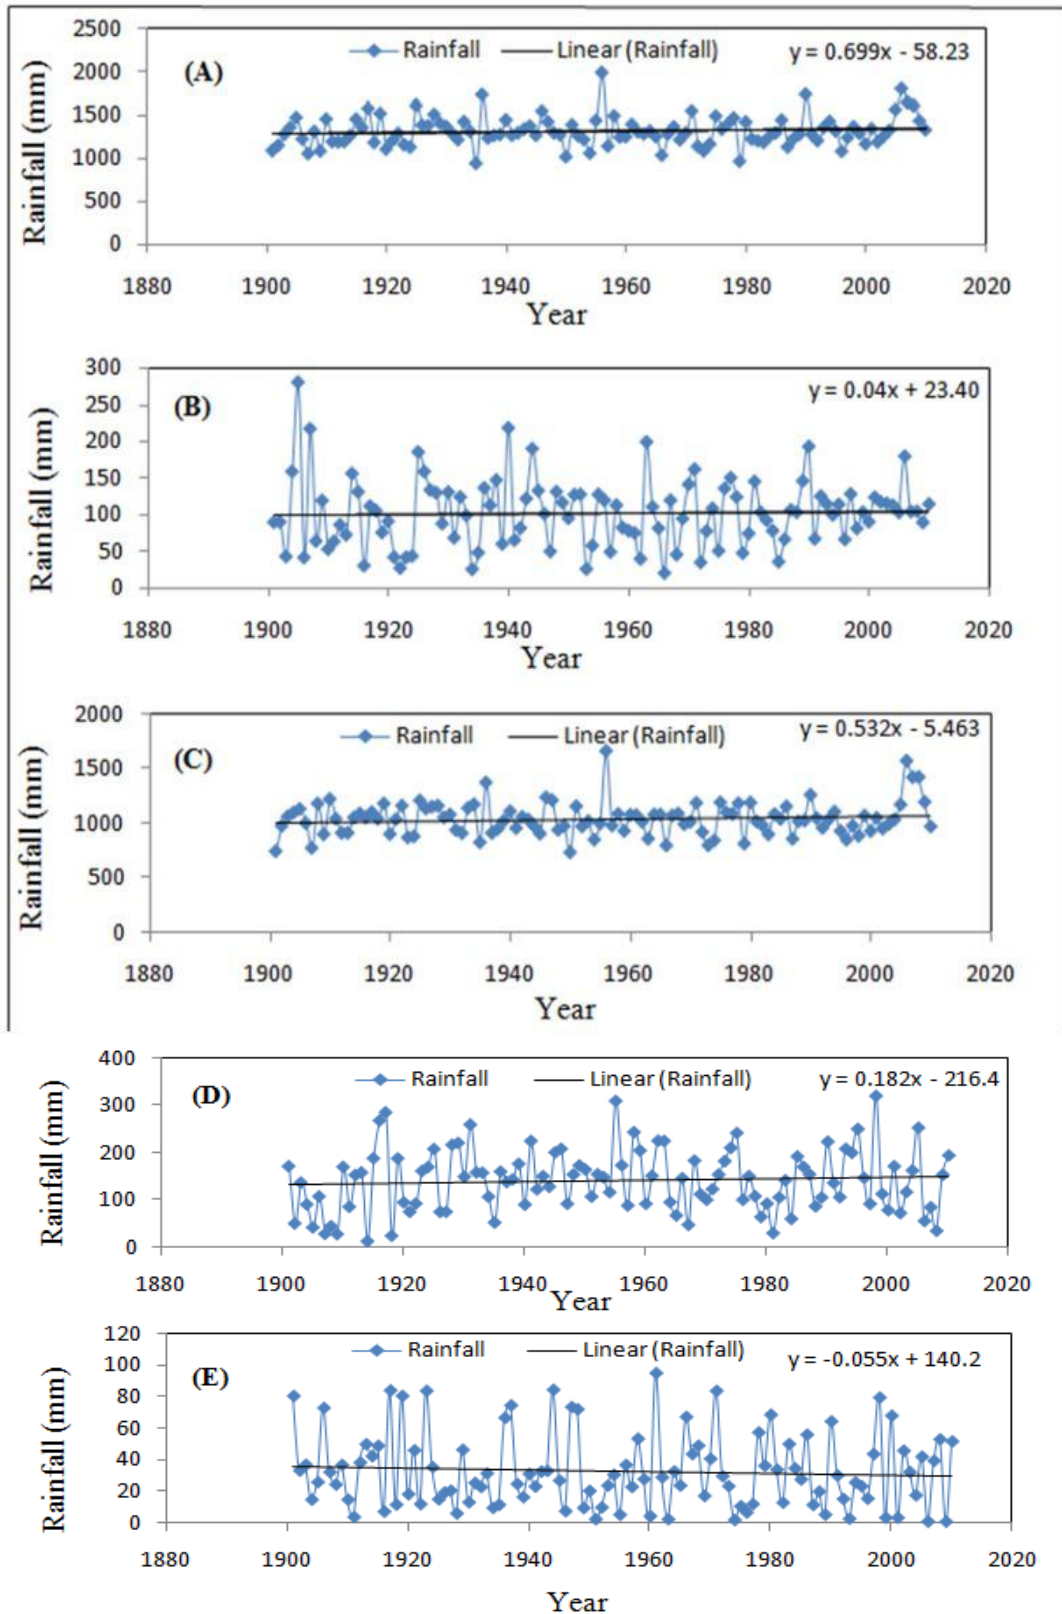 2500
Rainfall Linear (Rainfall) y = 0.699x - 58.23
(A)
2000
1500
1000
500
0
Rainfall (mm)
1880 1900 1920 1940 1960 1980 2000 2020
Year
300
y = 0.04x + 23.40
(B)
250
200
150
100
50
0
Rainfall (mm)
1880 1900 1920 1940 1960 1980 2000 2020
Year
2000
Rainfall Linear (Rainfall) y = 0.532x - 5.463
(C)
1500
1000
500
0
Rainfall (mm)
1880 1900 1920 1940 1960 1980 2000 2020
Year
400
Rainfall Linear (Rainfall) y = 0.182x - 216.4
(D)
300
200
100
0
Rainfall (mm)
1880 1900 1920 1940 1960 1980 2000 2020
Year
120
Rainfall Linear (Rainfall) y = -0.055x + 140.2
(E)
100
80
60
40
20
0
Rainfall (mm)
1880 1900 1920 1940 1960 1980 2000 2020
Year